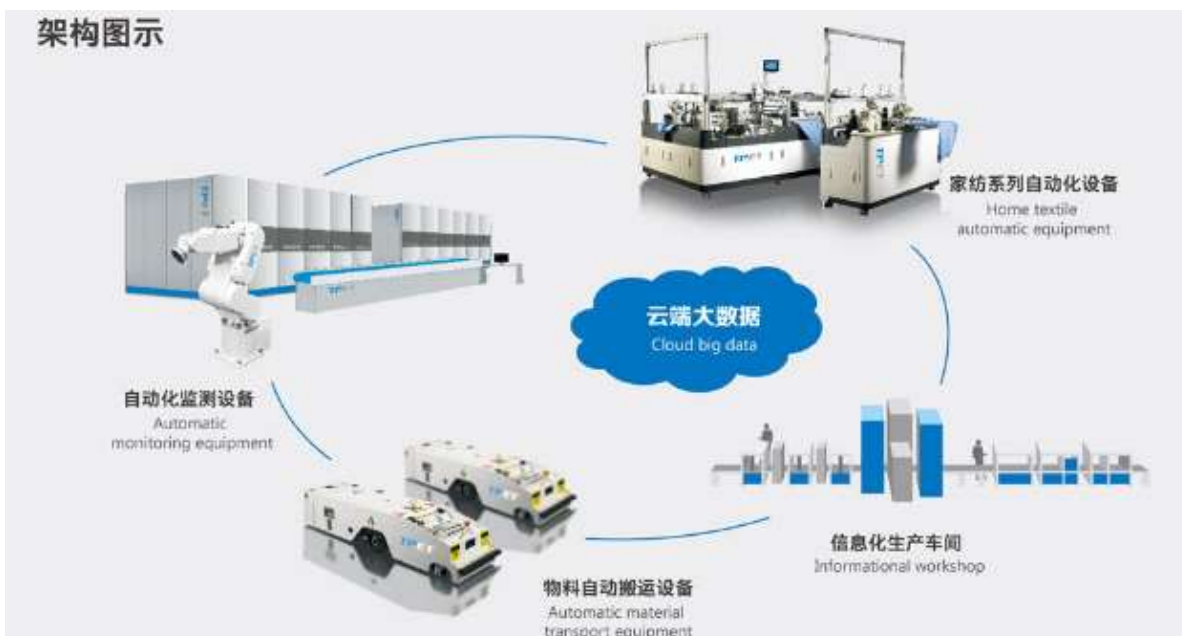 架构图示
家纺系列自动化设备
Home textile
automatic equipment
云端大数据
Cloud big data
自动化监测设备
Automatic
monitoring equipment
信息化生产车间
Informational workshop
物料自动搬运设备
Automatic material
transport equipment